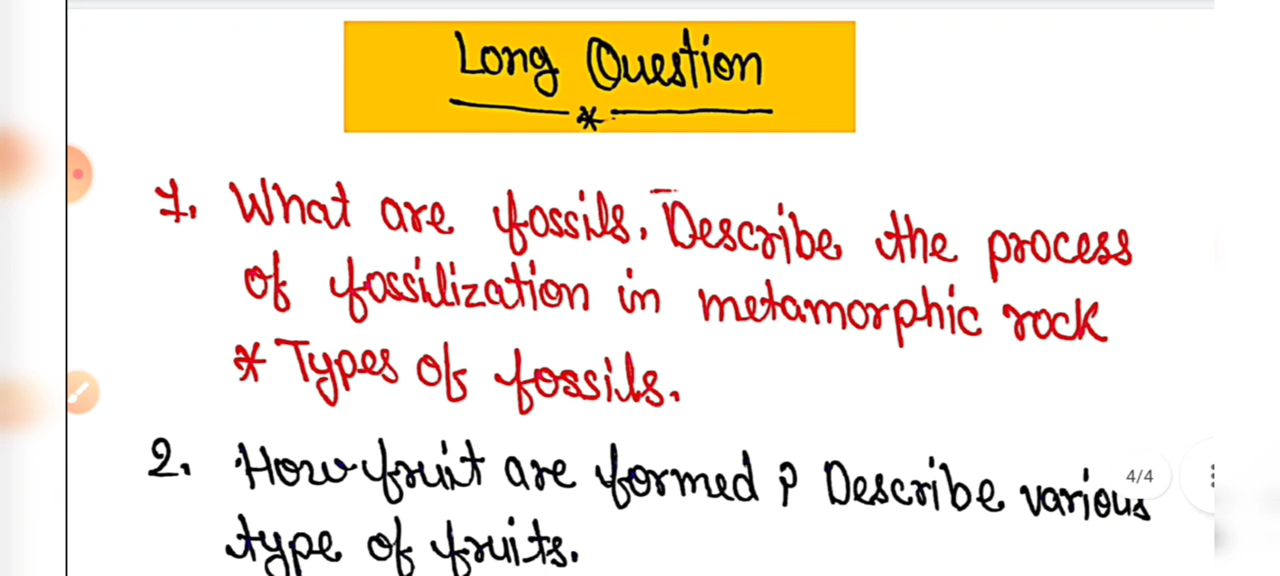 Long Question
*
1. What are fossils. Describe the process
of fossilization in metamorphic rock
* Types of fossils.
2. How fruit are formed ? Describe various
type of fruits.
4/4